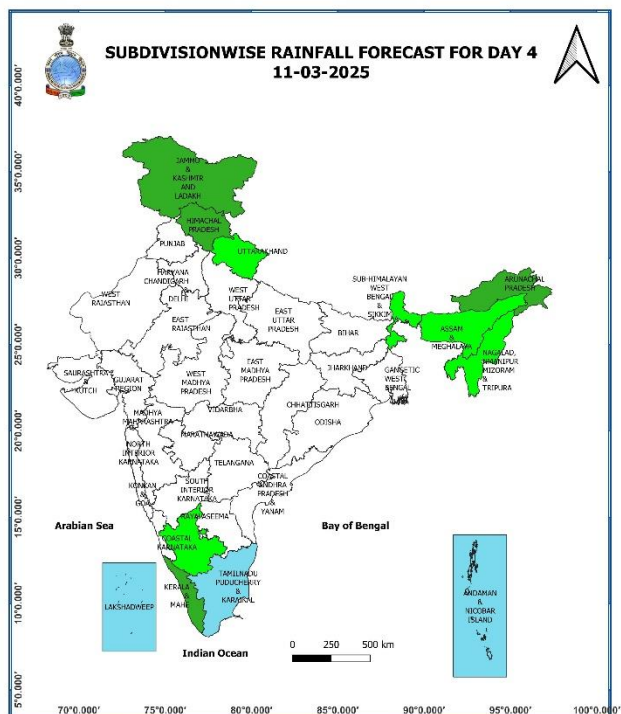 SUBDIVISIONWISE RAINFALL FORECAST FOR DAY 4
11-03-2025
40°0.000'
35°0.000'
30°0.000'
25°0.000'
20°0.000'
15°0.000'
10°0.000'
5°0.000'
JAMMU
&
KASHMIR
AND
LADAKH
HIMACHAL
PRADESH
PUNJAB
UTTARAKHAND
HARYANA
CHANDIGARH
&
DELHI
WEST
RAJASTHAN
WEST
UTTAR
PRADESH
EAST
RAJASTHAN
EAST
UTTAR
PRADESH
SUB-HIMALAYAN
WEST
BENGAL
&
SIKKIM
ARUNACHAL
PRADESH
BIHAR
ASSAM
&
MEGHALAYA
NAGALAD,
MANIPUR
MIZORAM
&
TRIPURA
SAURASHTRA
&
KUTCH
GUJARAT
REGION
WEST
MADHYA
PRADESH
EAST
MADHYA
PRADESH
JHARKHAND
GANGETIC
WEST
BENGAL
MADHYA
MAHARASHTRA
VIDARBHA
CHHATTISGARH
ODISHA
MARATHAWADA
NORTH
INTERIOR
KARNATAKA
TELANGANA
KONKAN
&
GOA
SOUTH
INTERIOR
KARNATAKA
COASTAL
ANDHRA
PRADESH
&
YANAM
RAYALASEEMA
Arabian Sea
Bay of Bengal
COASTAL
KARNATAKA
LAKSHADWEEP
KERALA
&
MAHE
TAMILNADU
PUDUCHERRY
&
KARAIKAL
ANDAMAN
&
NICOBAR
ISLAND
0 250 500 km
Indian Ocean
70°0.000' 75°0.000' 80°0.000' 85°0.000' 90°0.000' 95°0.000' 100°0.000'